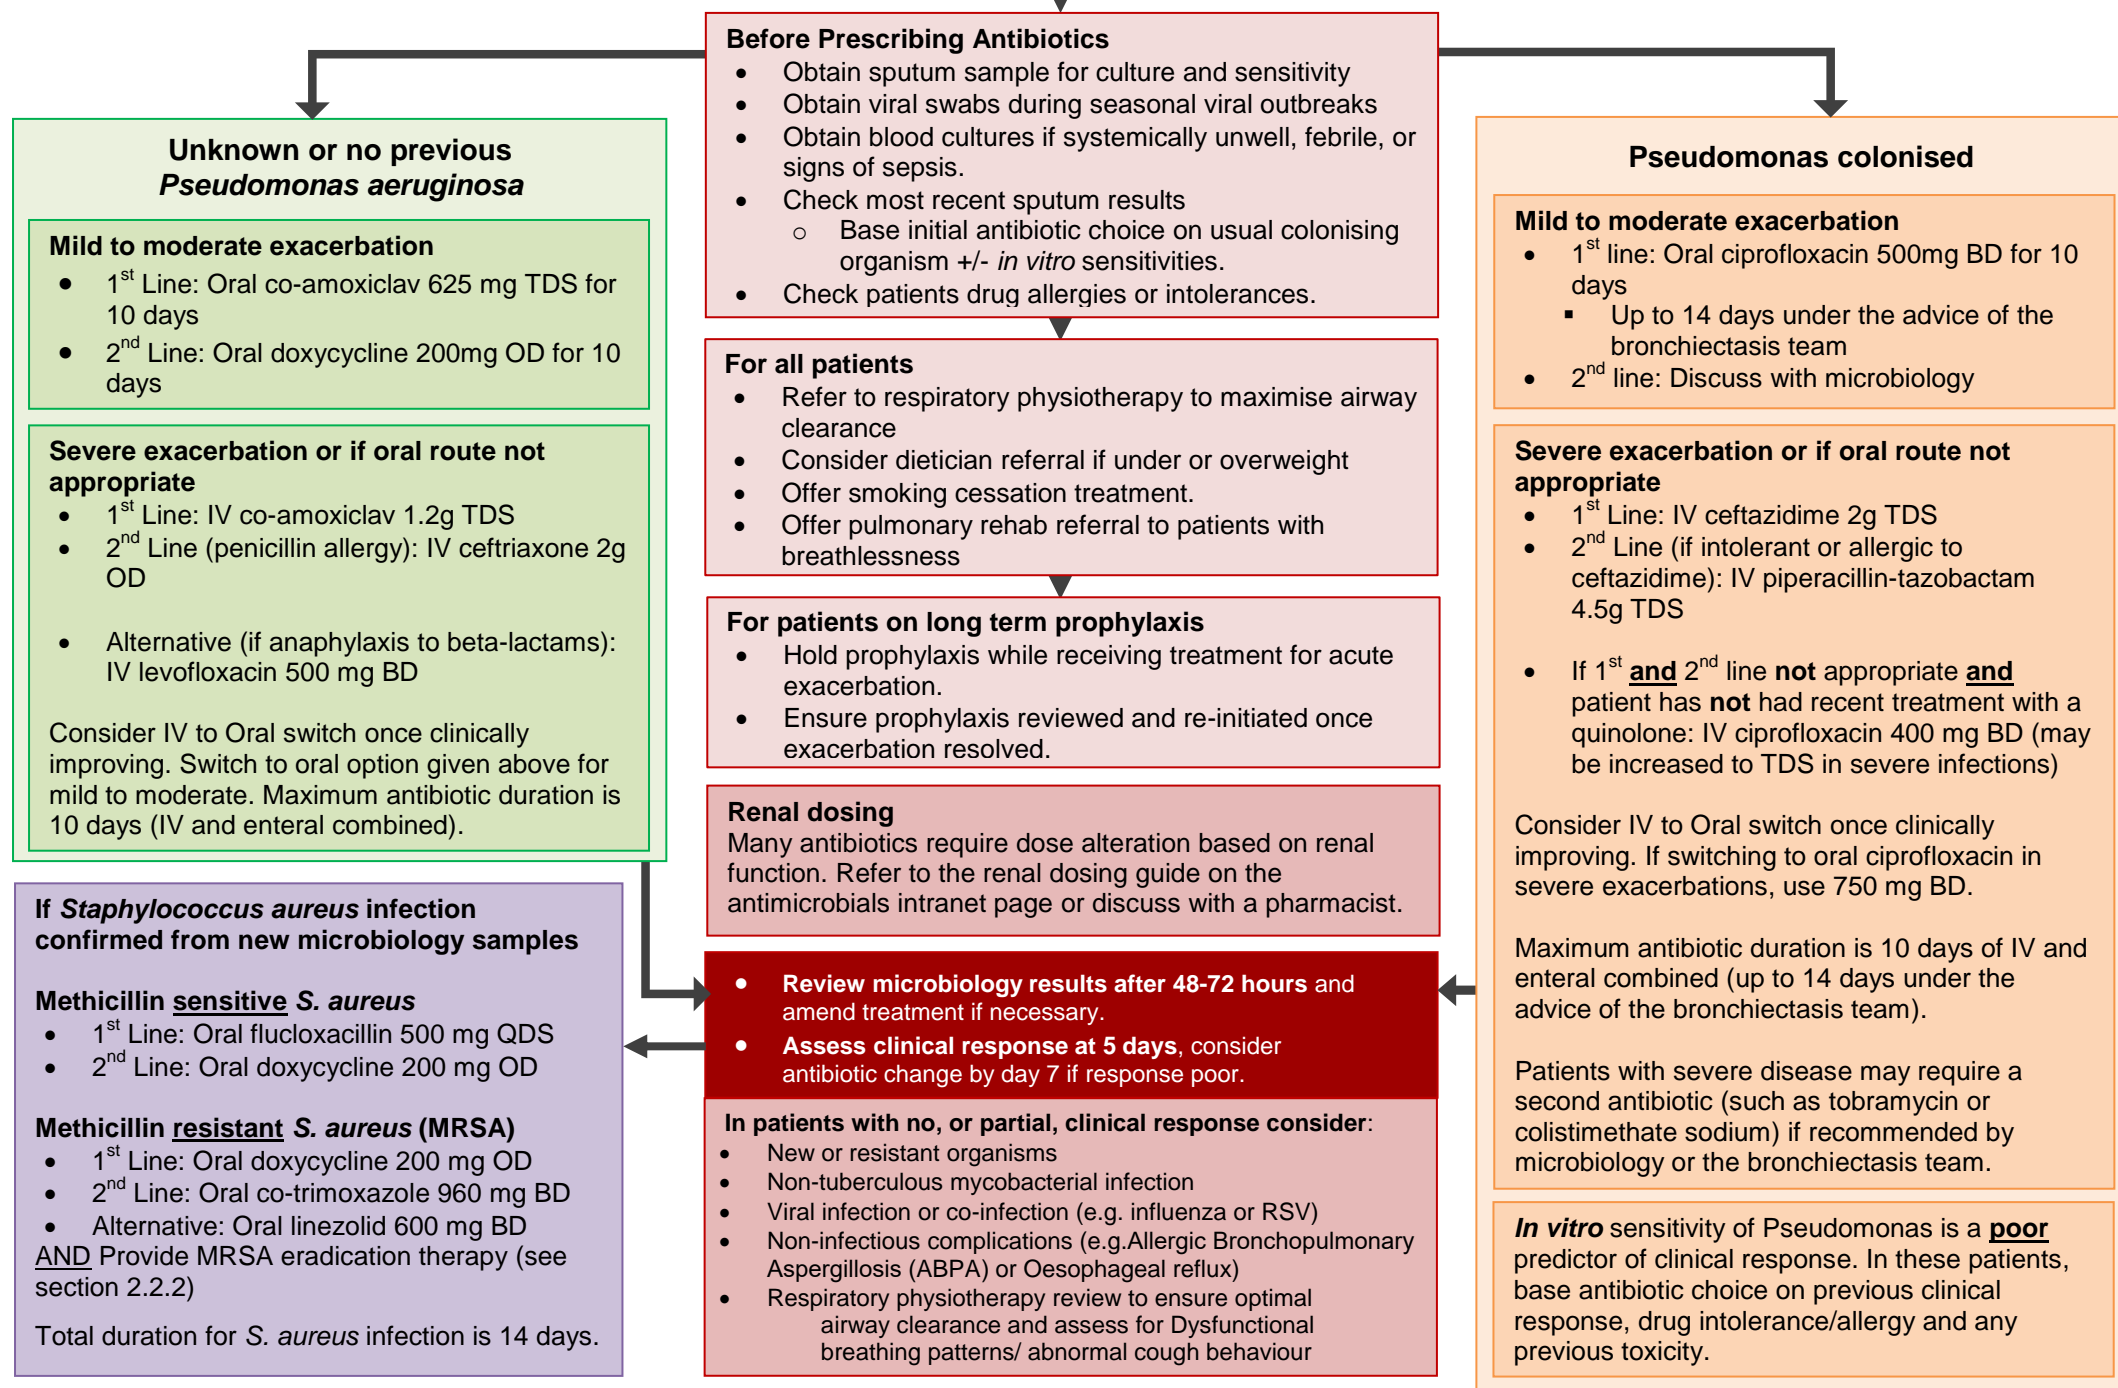 Before Prescribing Antibiotics
• Obtain sputum sample for culture and sensitivity
• Obtain viral swabs during seasonal viral outbreaks
• Obtain blood cultures if systemically unwell, febrile, or
signs of sepsis.
• Check most recent sputum results
o Base initial antibiotic choice on usual colonising
organism +/- in vitro sensitivities.
• Check patients drug allergies or intolerances.
Unknown or no previous
Pseudomonas aeruginosa
Mild to moderate exacerbation
• 1st Line: Oral co-amoxiclav 625 mg TDS for
10 days
• 2nd Line: Oral doxycycline 200mg OD for 10
days
Severe exacerbation or if oral route not
appropriate
• 1st Line: IV co-amoxiclav 1.2g TDS
• 2nd Line (penicillin allergy): IV ceftriaxone 2g
OD
• Alternative (if anaphylaxis to beta-lactams):
IV levofloxacin 500 mg BD
Consider IV to Oral switch once clinically
improving. Switch to oral option given above for
mild to moderate. Maximum antibiotic duration is
10 days (IV and enteral combined).
For all patients
• Refer to respiratory physiotherapy to maximise airway
clearance
• Consider dietician referral if under or overweight
• Offer smoking cessation treatment.
• Offer pulmonary rehab referral to patients with
breathlessness
For patients on long term prophylaxis
• Hold prophylaxis while receiving treatment for acute
exacerbation.
• Ensure prophylaxis reviewed and re-initiated once
exacerbation resolved.
Renal dosing
Many antibiotics require dose alteration based on renal
function. Refer to the renal dosing guide on the
antimicrobials intranet page or discuss with a pharmacist.
Pseudomonas colonised
Mild to moderate exacerbation
• 1st line: Oral ciprofloxacin 500mg BD for 10
days
▪ Up to 14 days under the advice of the
bronchiectasis team
• 2nd line: Discuss with microbiology
Severe exacerbation or if oral route not
appropriate
• 1st Line: IV ceftazidime 2g TDS
• 2nd Line (if intolerant or allergic to
ceftazidime): IV piperacillin-tazobactam
4.5g TDS
• If 1st and 2nd line not appropriate and
patient has not had recent treatment with a
quinolone: IV ciprofloxacin 400 mg BD (may
be increased to TDS in severe infections)
Consider IV to Oral switch once clinically
improving. If switching to oral ciprofloxacin in
severe exacerbations, use 750 mg BD.
Maximum antibiotic duration is 10 days of IV and
enteral combined (up to 14 days under the
advice of the bronchiectasis team).
Patients with severe disease may require a
second antibiotic (such as tobramycin or
colistimethate sodium) if recommended by
microbiology or the bronchiectasis team.
In vitro sensitivity of Pseudomonas is a poor
predictor of clinical response. In these patients,
base antibiotic choice on previous clinical
response, drug intolerance/allergy and any
previous toxicity.
• Review microbiology results after 48-72 hours and
amend treatment if necessary.
• Assess clinical response at 5 days, consider
antibiotic change by day 7 if response poor.
In patients with no, or partial, clinical response consider:
• New or resistant organisms
• Non-tuberculous mycobacterial infection
• Viral infection or co-infection (e.g. influenza or RSV)
• Non-infectious complications (e.g.Allergic Bronchopulmonary
Aspergillosis (ABPA) or Oesophageal reflux)
• Respiratory physiotherapy review to ensure optimal
airway clearance and assess for Dysfunctional
breathing patterns/ abnormal cough behaviour
If Staphylococcus aureus infection
confirmed from new microbiology samples
Methicillin sensitive S. aureus
• 1st Line: Oral flucloxacillin 500 mg QDS
• 2nd Line: Oral doxycycline 200 mg OD
Methicillin resistant S. aureus (MRSA)
• 1st Line: Oral doxycycline 200 mg OD
• 2nd Line: Oral co-trimoxazole 960 mg BD
• Alternative: Oral linezolid 600 mg BD
AND Provide MRSA eradication therapy (see
section 2.2.2)
Total duration for S. aureus infection is 14 days.